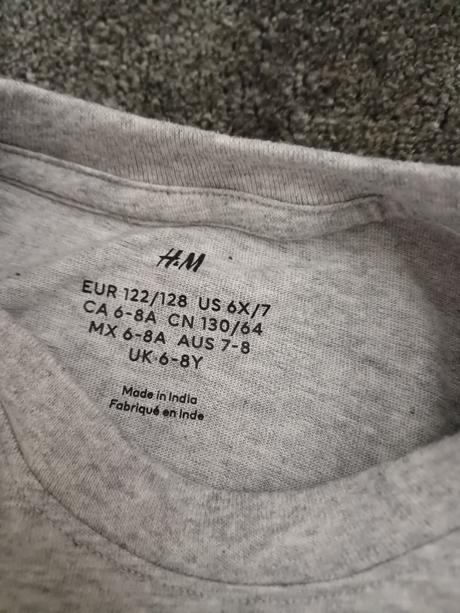 H&M
EUR 122/128 US 6X/7
CA 6-8A CN 130/64
MX 6-8A AUS 7-8
UK 6-8Y
Made in India
Fabriqué en Inde